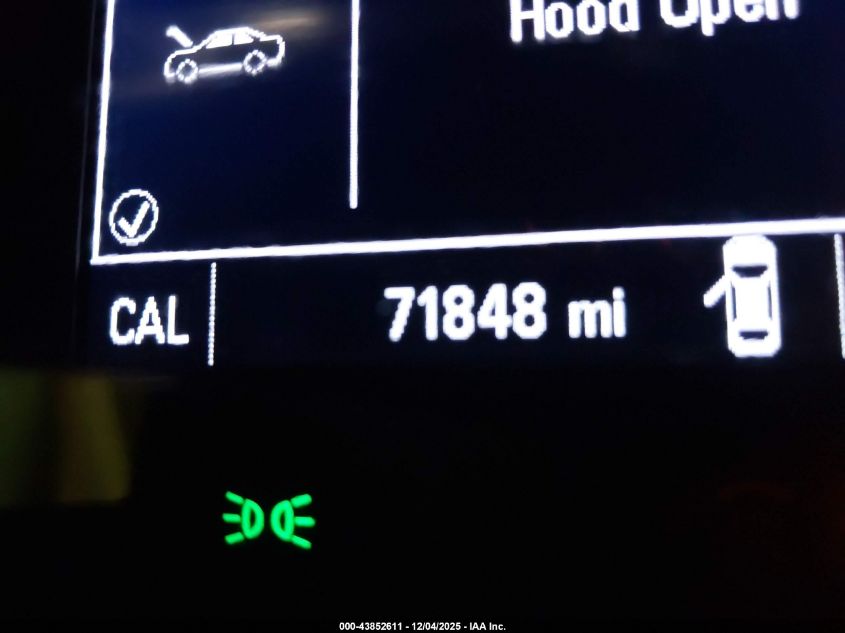 Hood Open
CAL 71848 mi
000-43852611 - 12/04/2025 - IAA Inc.